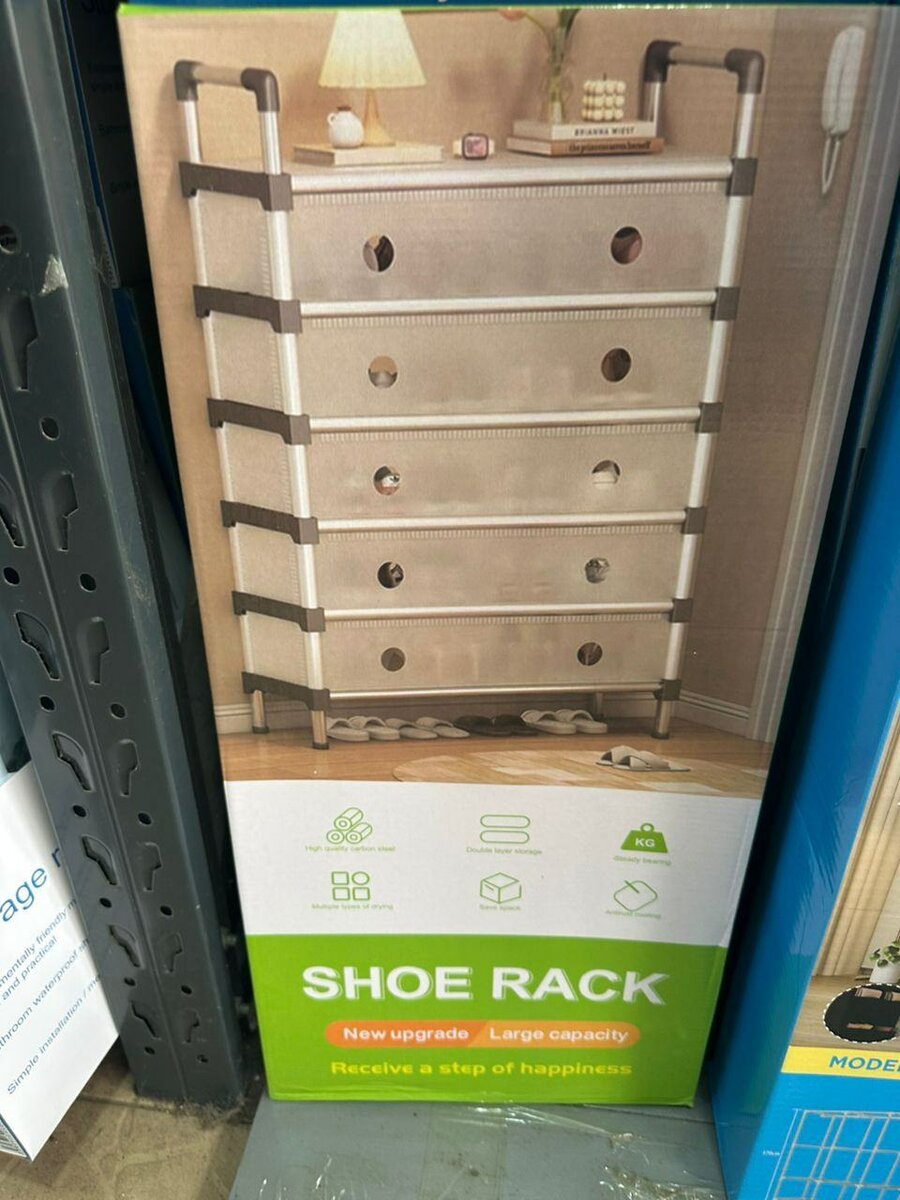 BRIANNA WIEST
High quality carbon steel
Double layer storage
KG
Steady bearing
Multiple types of drying
Save space
Antirust coating
SHOE RACK
New upgrade / Large capacity
Receive a step of happiness
age
mentally friendly
and practical
throom waterproof
Simple installation /
MODE